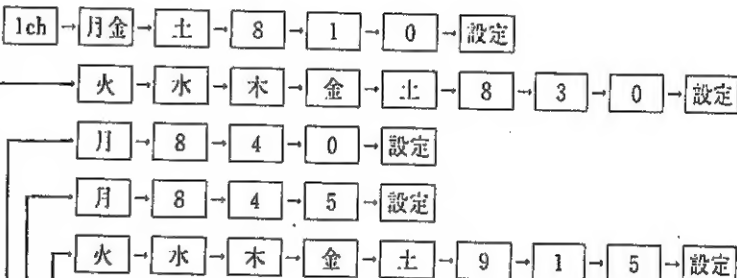 1ch → 月金 → 土 → 8 → 1 → 0 → 設定
火 → 水 → 木 → 金 → 土 → 8 → 3 → 0 → 設定
月 → 8 → 4 → 0 → 設定
月 → 8 → 4 → 5 → 設定
火 → 水 → 木 → 金 → 土 → 9 → 1 → 5 → 設定